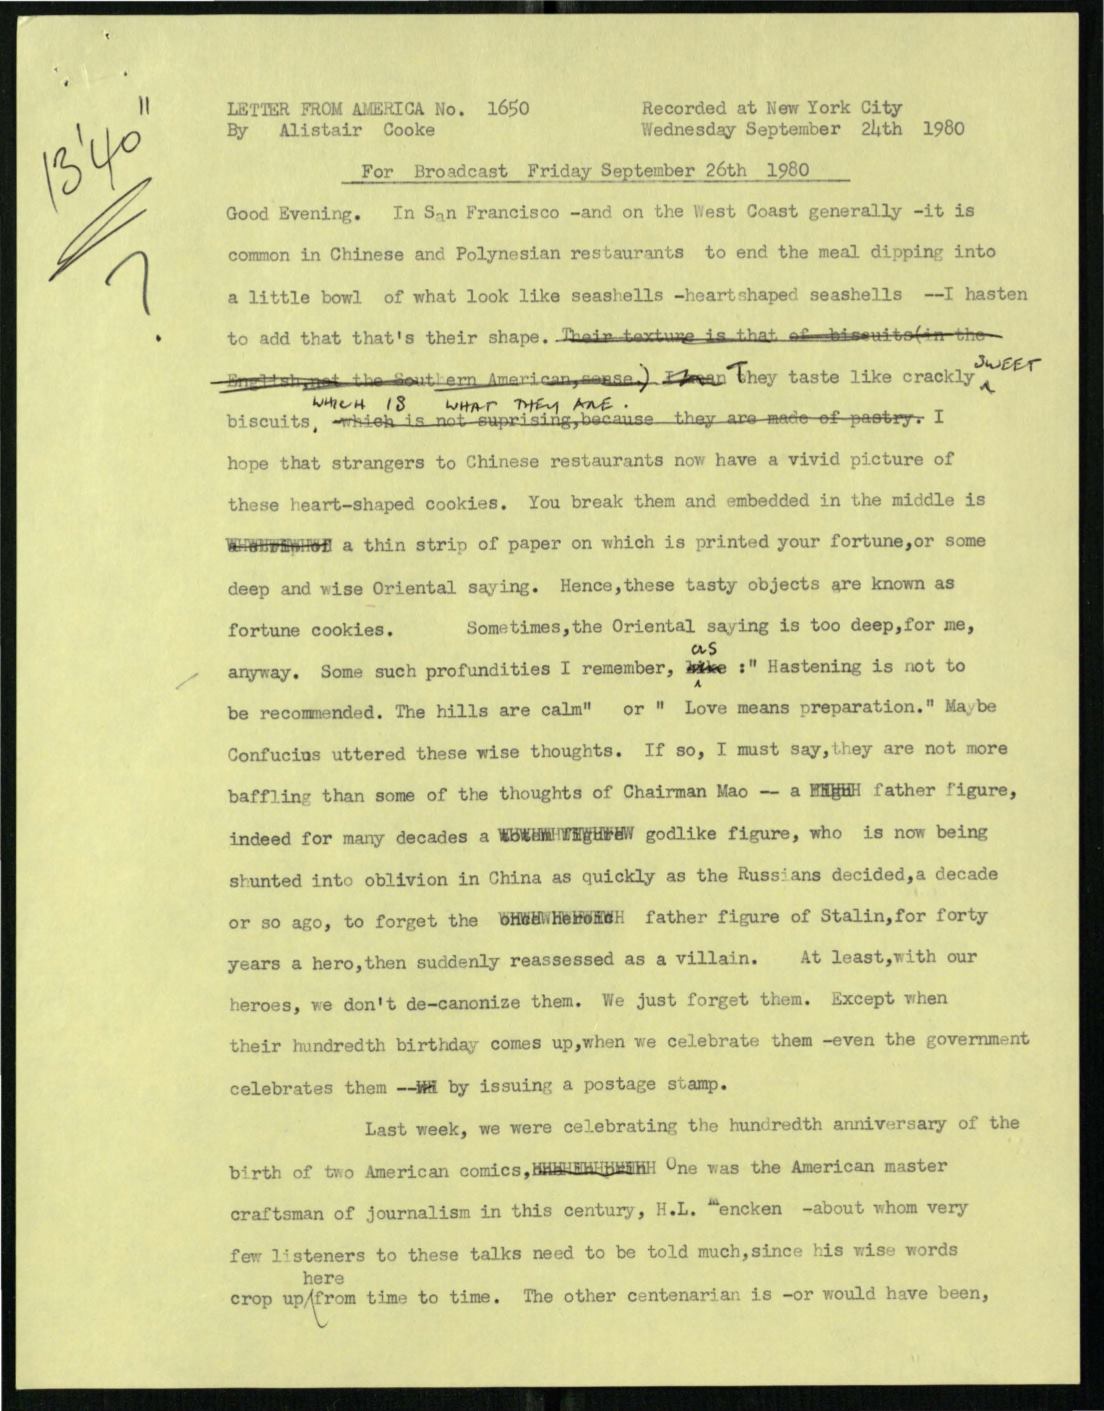 13'40"
LETTER FROM AMERICA No. 1650 Recorded at New York City
By Alistair Cooke Wednesday September 24th 1980
For Broadcast Friday September 26th 1980
Good Evening. In San Francisco -and on the West Coast generally -it is
common in Chinese and Polynesian restaurants to end the meal dipping into
a little bowl of what look like seashells -heartshaped seashells --I hasten
to add that that's their shape. Their texture is that of biscuits(in the
SWEET
English,not the Southern American,sense.) I mean They taste like crackly
WHICH IS WHAT THEY ARE.
biscuits, which is not suprising,because they are made of pastry. I
hope that strangers to Chinese restaurants now have a vivid picture of
these heart-shaped cookies. You break them and embedded in the middle is
a thin strip of paper on which is printed your fortune,or some
deep and wise Oriental saying. Hence,these tasty objects are known as
fortune cookies. Sometimes,the Oriental saying is too deep,for me,
as
anyway. Some such profundities I remember, like :" Hastening is not to
be recommended. The hills are calm" or " Love means preparation." Maybe
Confucius uttered these wise thoughts. If so, I must say,they are not more
baffling than some of the thoughts of Chairman Mao -- a father figure,
indeed for many decades a godlike figure, who is now being
shunted into oblivion in China as quickly as the Russians decided,a decade
or so ago, to forget the father figure of Stalin,for forty
years a hero,then suddenly reassessed as a villain. At least,with our
heroes, we don't de-canonize them. We just forget them. Except when
their hundredth birthday comes up,when we celebrate them -even the government
celebrates them -- by issuing a postage stamp.
Last week, we were celebrating the hundredth anniversary of the
birth of two American comics, One was the American master
craftsman of journalism in this century, H.L. Mencken -about whom very
few listeners to these talks need to be told much,since his wise words
here
crop up from time to time. The other centenarian is -or would have been,